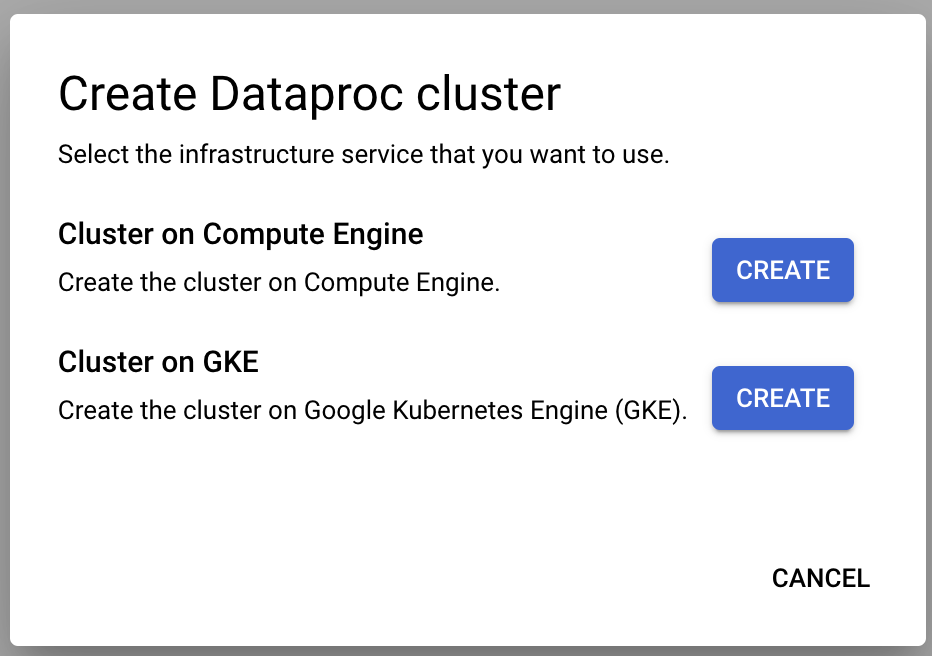 Create Dataproc cluster
Select the infrastructure service that you want to use.
Cluster on Compute Engine
Create the cluster on Compute Engine.
CREATE
Cluster on GKE
Create the cluster on Google Kubernetes Engine (GKE).
CREATE
CANCEL